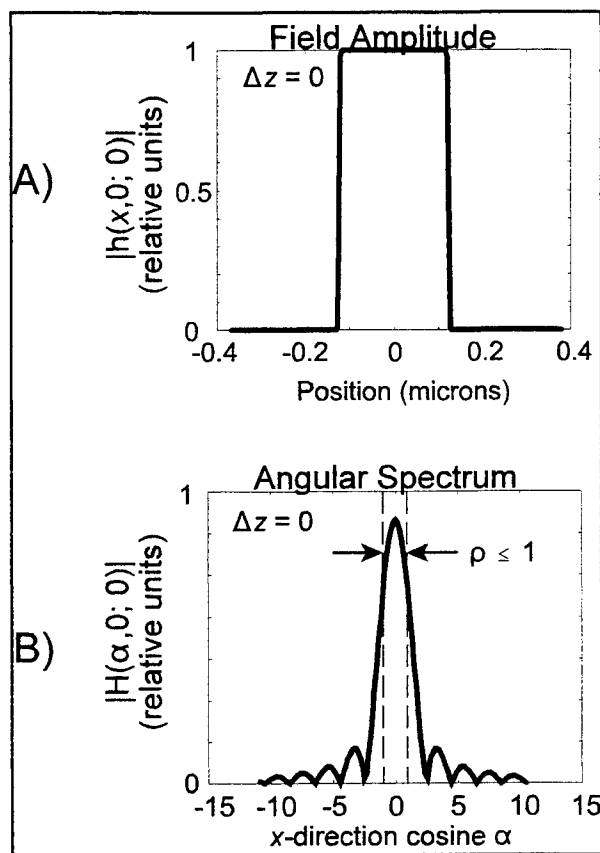 A)
Field Amplitude
Δz = 0
|h(x,0; 0)|
(relative units)
1
0.5
0
-0.4
-0.2
0
0.2
0.4
Position (microns)
B)
Angular Spectrum
Δz = 0
ρ ≤ 1
|H(α,0; 0)|
(relative units)
1
0
-15
-10
-5
0
5
10
15
x-direction cosine α